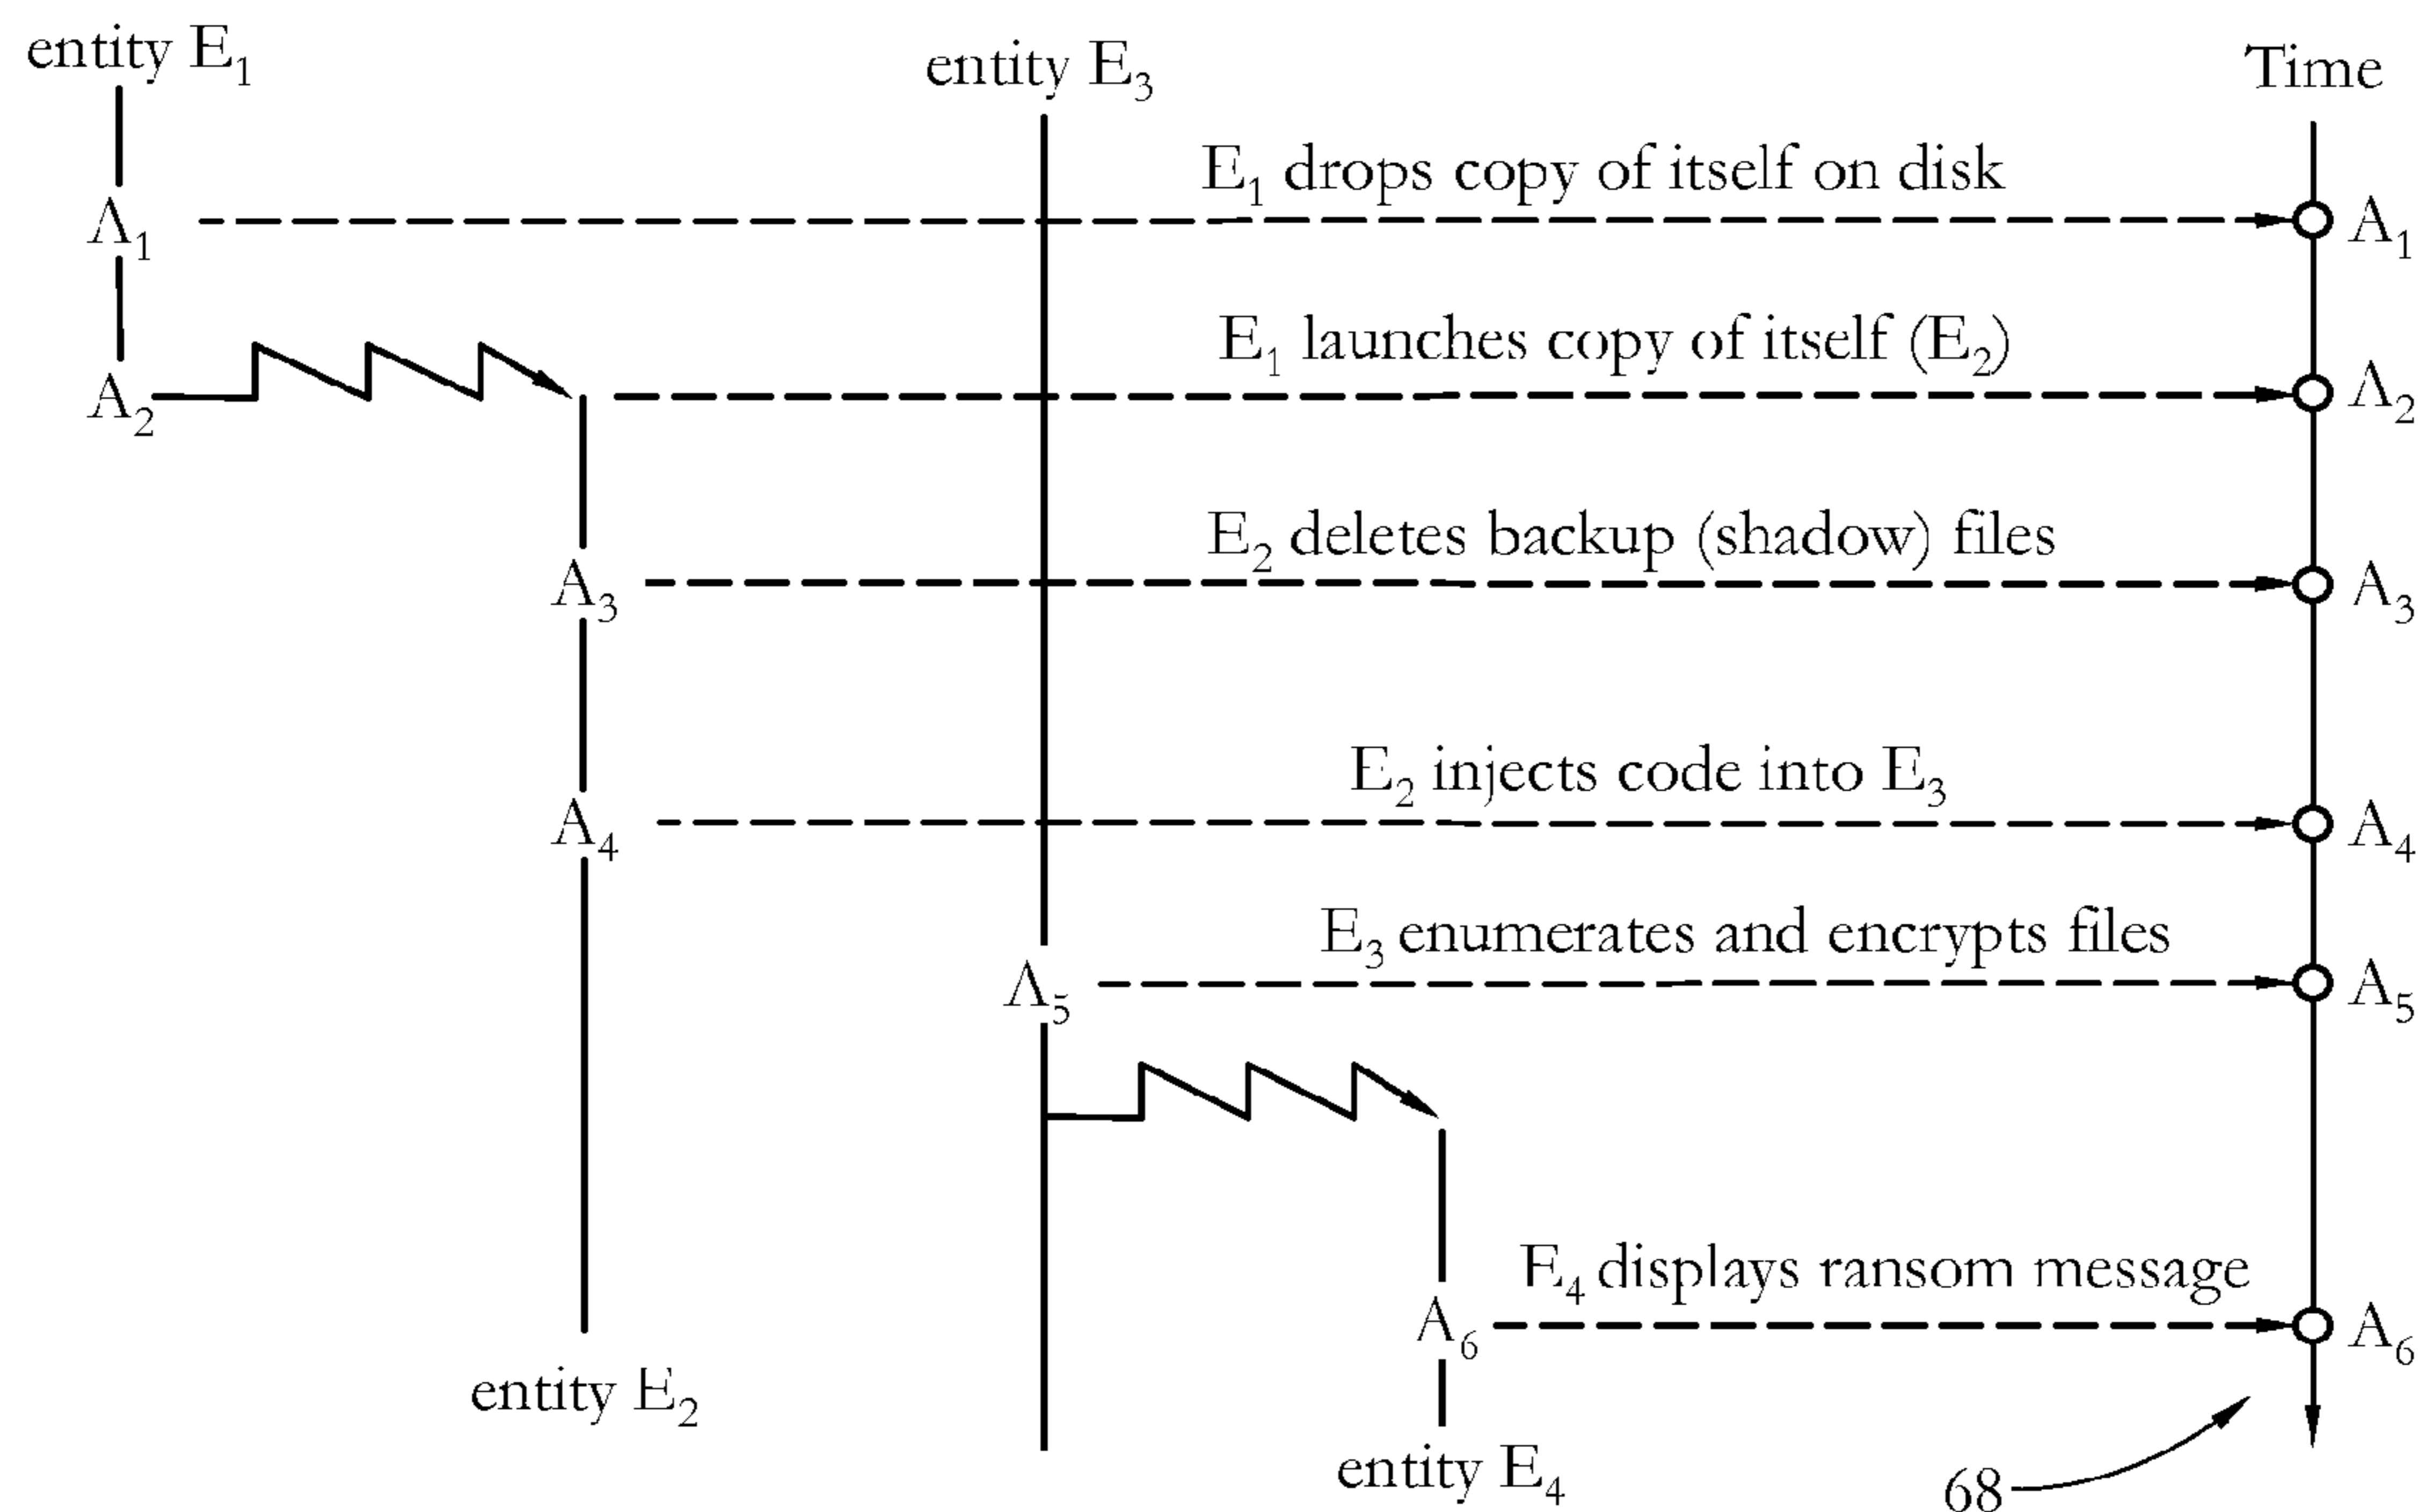 entity E₁
entity E₃
Time
E₁ drops copy of itself on disk
A₁
A₁
E₁ launches copy of itself (E₂)
A₂
A₂
E₂ deletes backup (shadow) files
A₃
A₃
E₂ injects code into E₃
A₄
A₄
E₃ enumerates and encrypts files
A₅
A₅
E₄ displays ransom message
A₆
A₆
entity E₂
entity E₄
68